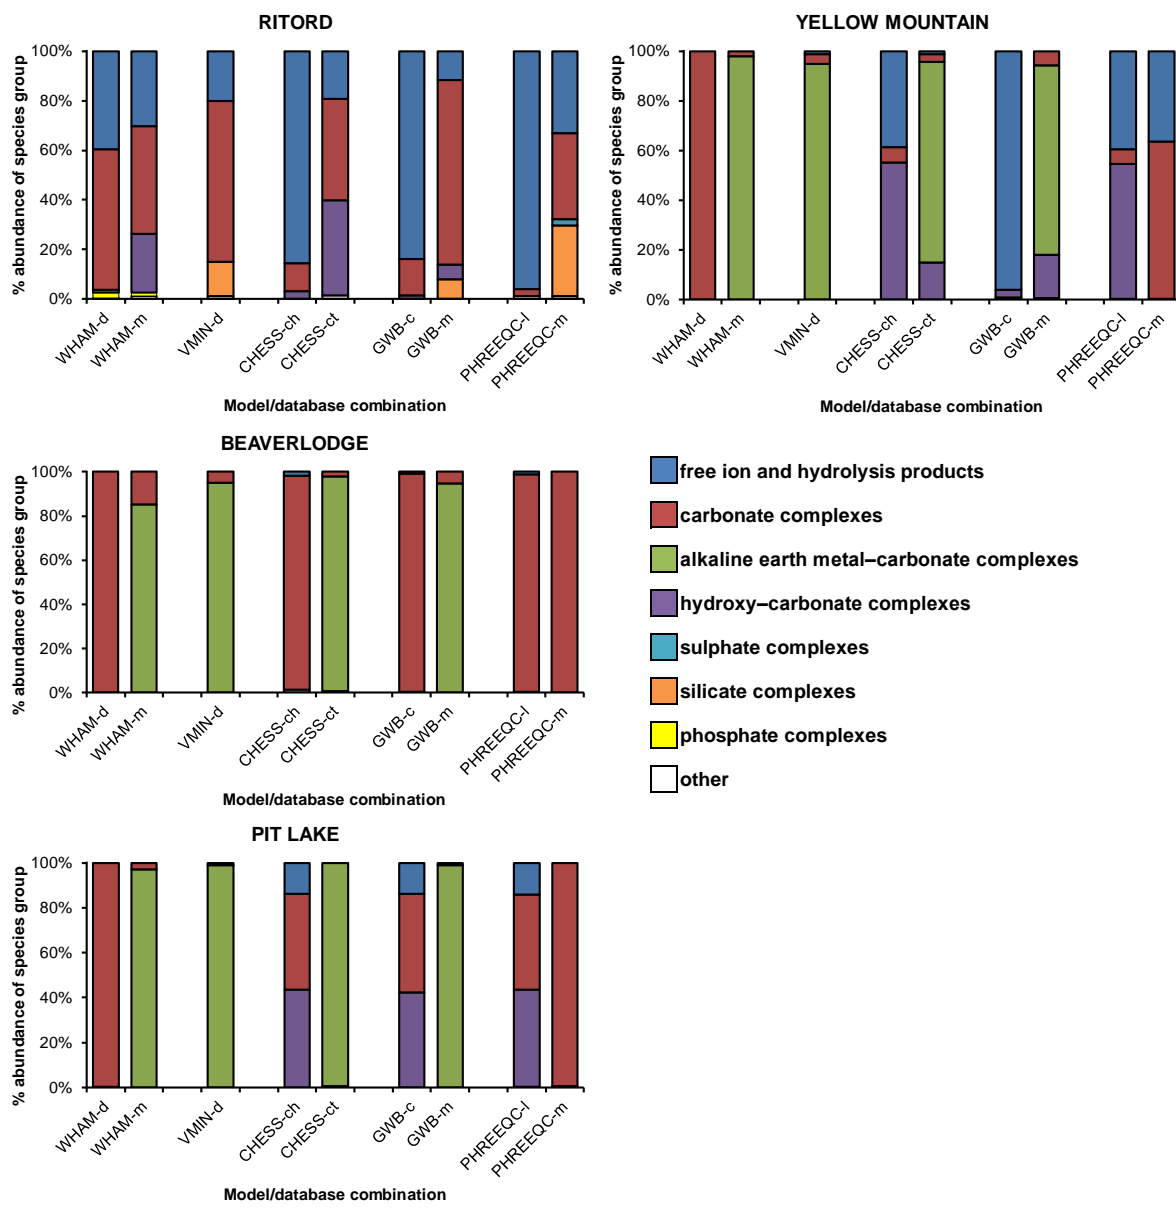 RITORD
% abundance of species group
100%
80%
60%
40%
20%
0%
WHAM-d
WHAM-m
VMIN-d
CHESS-ch
CHESS-ct
GWB-c
GWB-m
PHREEQC-l
PHREEQC-m
Model/database combination
YELLOW MOUNTAIN
% abundance of species group
100%
80%
60%
40%
20%
0%
WHAM-d
WHAM-m
VMIN-d
CHESS-ch
CHESS-ct
GWB-c
GWB-m
PHREEQC-l
PHREEQC-m
Model/database combination
BEAVERLODGE
% abundance of species group
100%
80%
60%
40%
20%
0%
WHAM-d
WHAM-m
VMIN-d
CHESS-ch
CHESS-ct
GWB-c
GWB-m
PHREEQC-l
PHREEQC-m
Model/database combination
free ion and hydrolysis products
carbonate complexes
alkaline earth metal–carbonate complexes
hydroxy–carbonate complexes
sulphate complexes
silicate complexes
phosphate complexes
other
PIT LAKE
% abundance of species group
100%
80%
60%
40%
20%
0%
WHAM-d
WHAM-m
VMIN-d
CHESS-ch
CHESS-ct
GWB-c
GWB-m
PHREEQC-l
PHREEQC-m
Model/database combination